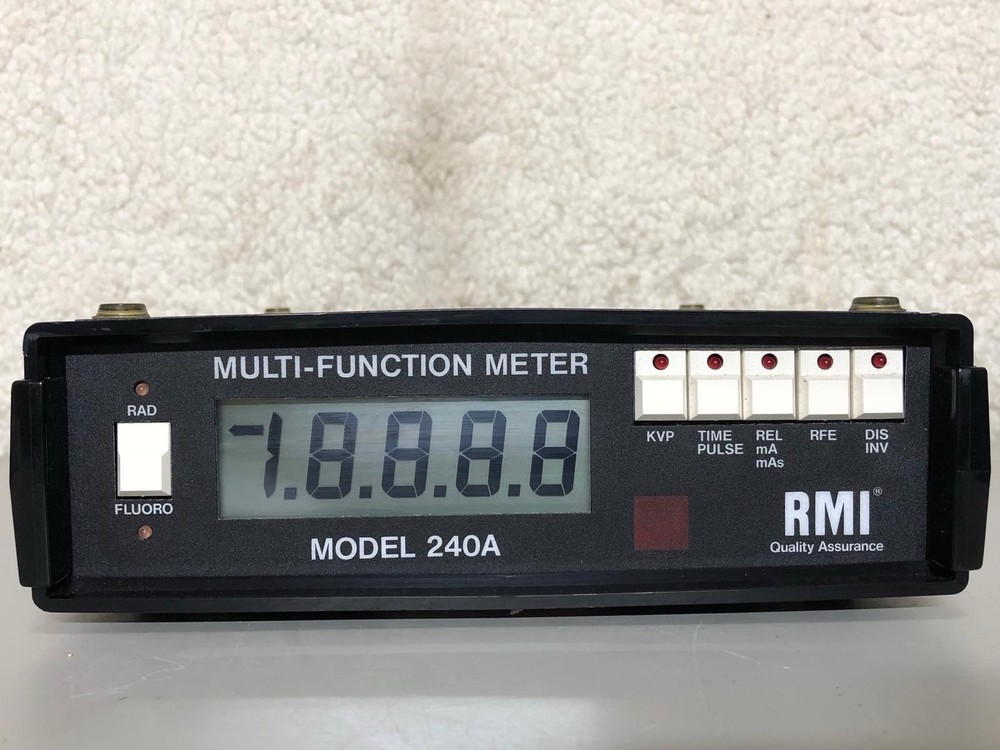 MULTI-FUNCTION METER
RAD
FLUORO
-1.8.8.8.8
MODEL 240A
KVP
TIME
PULSE
REL
mA
mAs
RFE
DIS
INV
RMI®
Quality Assurance